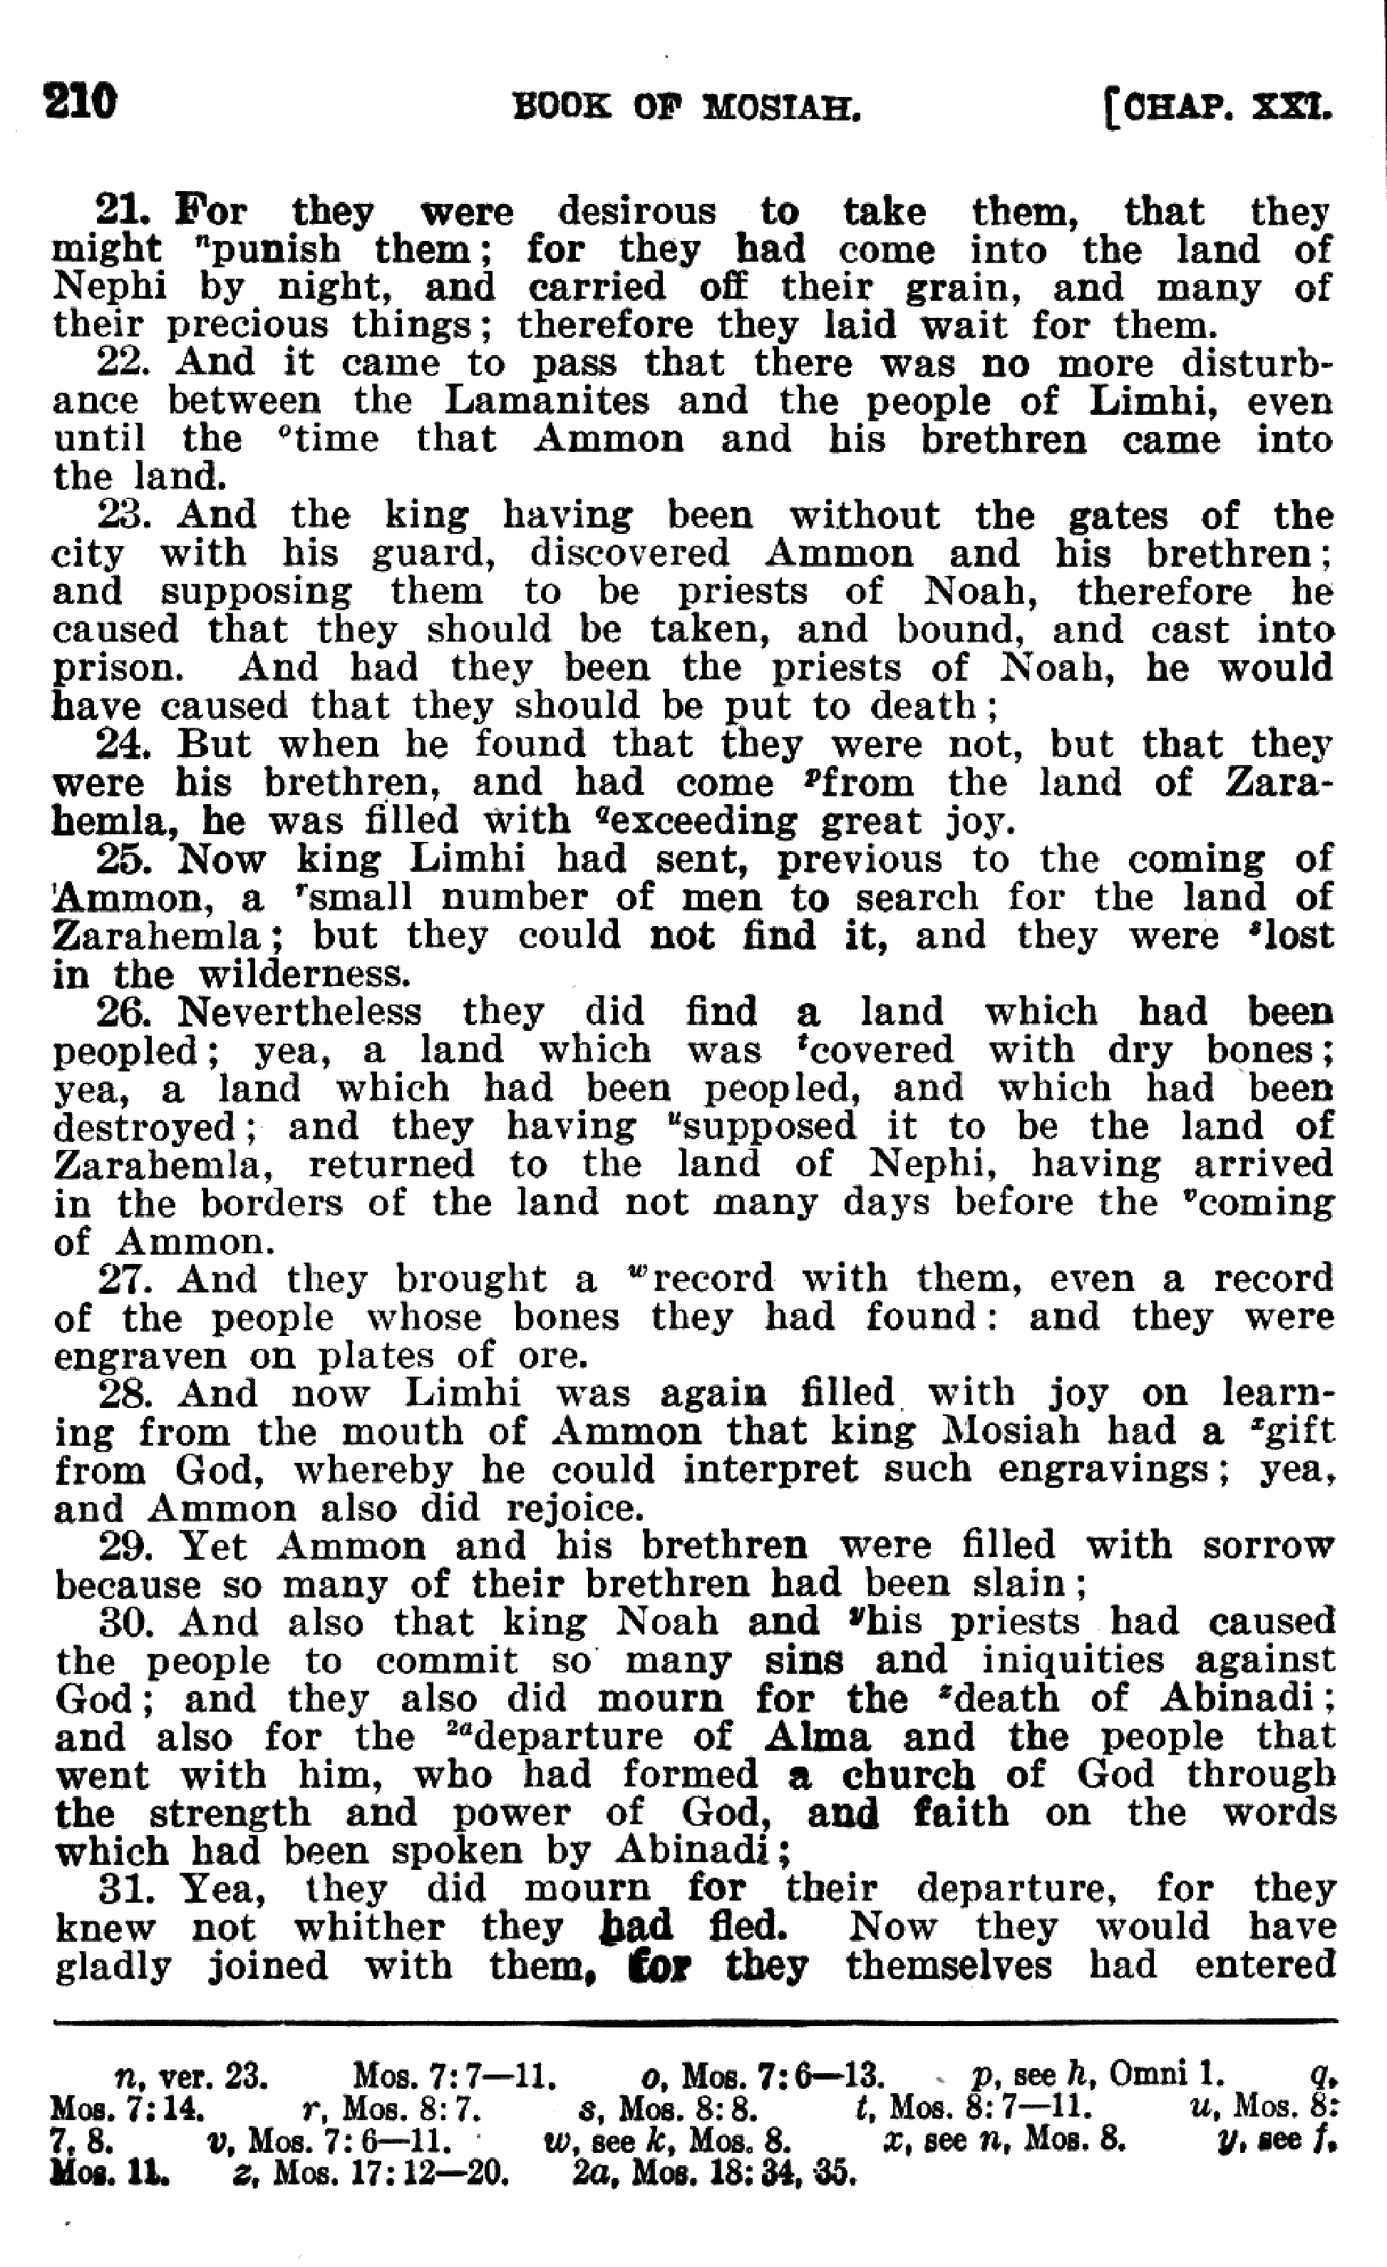 210 BOOK OF MOSIAH. [CHAP. XXI.
21. For they were desirous to take them, that they
might ⁿpunish them; for they had come into the land of
Nephi by night, and carried off their grain, and many of
their precious things; therefore they laid wait for them.
22. And it came to pass that there was no more disturb-
ance between the Lamanites and the people of Limhi, even
until the ᵒtime that Ammon and his brethren came into
the land.
23. And the king having been without the gates of the
city with his guard, discovered Ammon and his brethren;
and supposing them to be priests of Noah, therefore he
caused that they should be taken, and bound, and cast into
prison. And had they been the priests of Noah, he would
have caused that they should be put to death;
24. But when he found that they were not, but that they
were his brethren, and had come ᵖfrom the land of Zara-
hemla, he was filled with qexceeding great joy.
25. Now king Limhi had sent, previous to the coming of
Ammon, a ʳsmall number of men to search for the land of
Zarahemla; but they could not find it, and they were ˢlost
in the wilderness.
26. Nevertheless they did find a land which had been
peopled; yea, a land which was ᵗcovered with dry bones;
yea, a land which had been peopled, and which had been
destroyed; and they having ᵘsupposed it to be the land of
Zarahemla, returned to the land of Nephi, having arrived
in the borders of the land not many days before the ᵛcoming
of Ammon.
27. And they brought a ʷrecord with them, even a record
of the people whose bones they had found: and they were
engraven on plates of ore.
28. And now Limhi was again filled with joy on learn-
ing from the mouth of Ammon that king Mosiah had a ˣgift
from God, whereby he could interpret such engravings; yea,
and Ammon also did rejoice.
29. Yet Ammon and his brethren were filled with sorrow
because so many of their brethren had been slain;
30. And also that king Noah and ʸhis priests had caused
the people to commit so many sins and iniquities against
God; and they also did mourn for the ᶻdeath of Abinadi;
and also for the ²ᵃdeparture of Alma and the people that
went with him, who had formed a church of God through
the strength and power of God, and faith on the words
which had been spoken by Abinadi;
31. Yea, they did mourn for their departure, for they
knew not whither they had fled. Now they would have
gladly joined with them, for they themselves had entered
n, ver. 23. Mos. 7:7—11. o, Mos. 7:6—13. p, see h, Omni 1. q,
Mos. 7:14. r, Mos. 8:7. s, Mos. 8:8. t, Mos. 8:7—11. u, Mos. 8:
7, 8. v, Mos. 7:6—11. w, see k, Mos. 8. x, see n, Mos. 8. y, see f,
Mos. 11. z, Mos. 17:12—20. 2a, Mos. 18:34, 35.